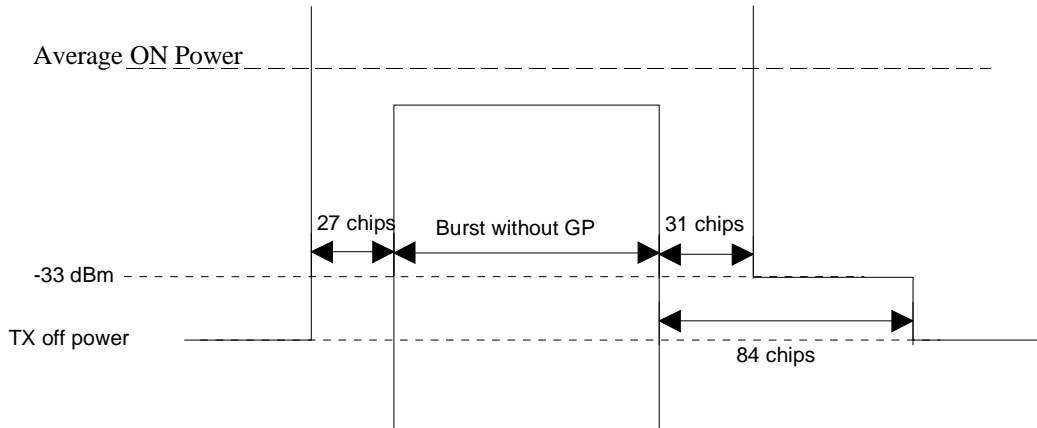 Average ON Power
27 chips
Burst without GP
31 chips
-33 dBm
TX off power
84 chips